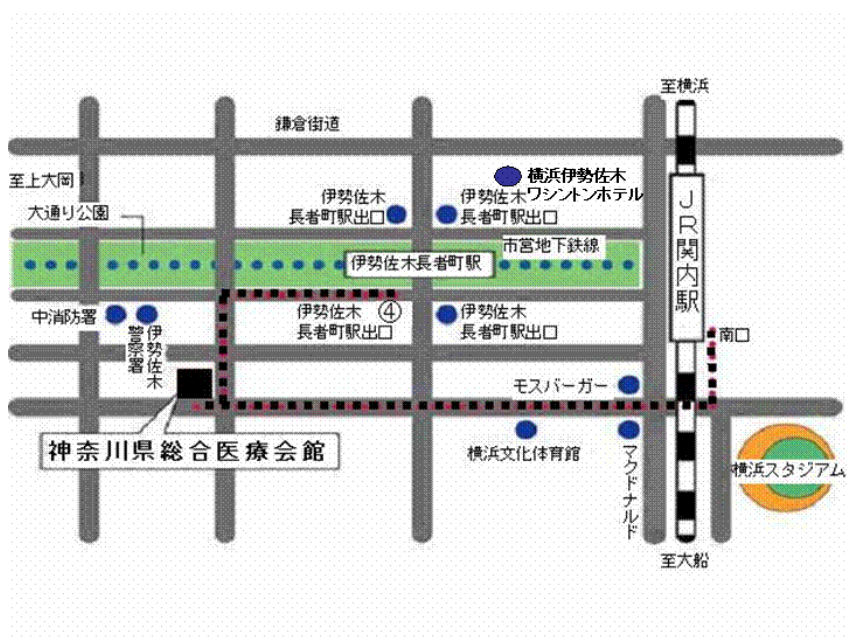 至横浜
鎌倉街道
至上大岡
横浜伊勢佐木
ワシントンホテル
伊勢佐木
長者町駅出口
伊勢佐木
長者町駅出口
大通り公園
JR関内駅
市営地下鉄線
伊勢佐木長者町駅
中消防署
伊勢佐木
警察署
伊勢佐木
長者町駅出口
④
伊勢佐木
長者町駅出口
南口
モスバーガー
神奈川県総合医療会館
横浜文化体育館
マクドナルド
横浜スタジアム
至大船